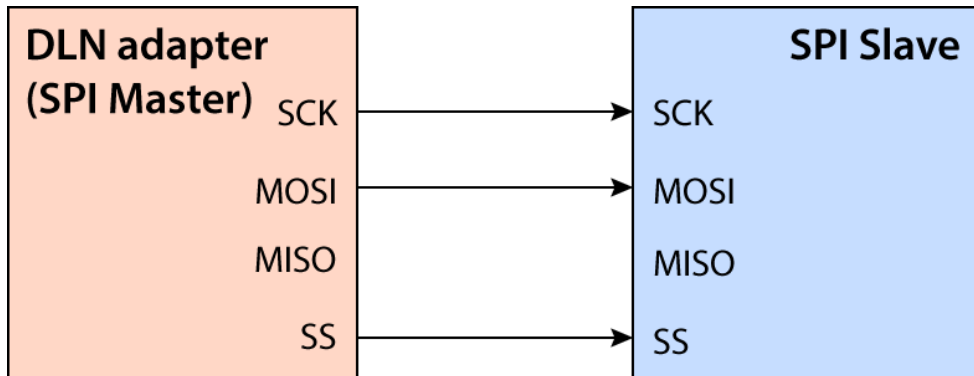 DLN adapter
(SPI Master)
SCK
MOSI
MISO
SS
SPI Slave
SCK
MOSI
MISO
SS